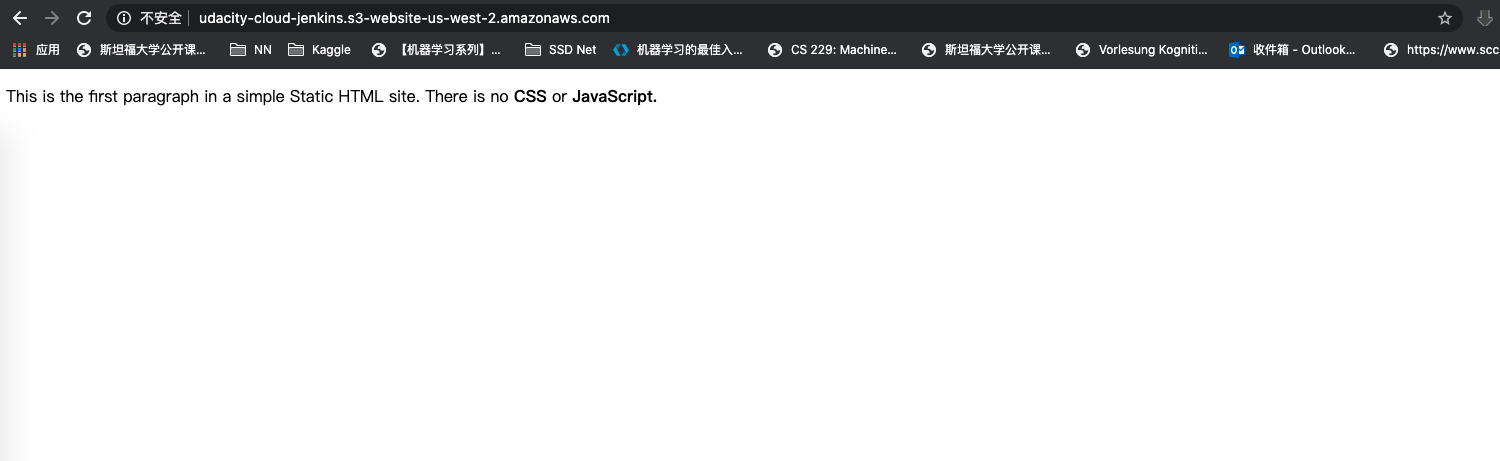 不安全 udacity-cloud-jenkins.s3-website-us-west-2.amazonaws.com
应用 斯坦福大学公开课... NN Kaggle 【机器学习系列】... SSD Net 机器学习的最佳入... CS 229: Machine... 斯坦福大学公开课... Vorlesung Kogniti... 收件箱 - Outlook... https://www.scc
This is the first paragraph in a simple Static HTML site. There is no CSS or JavaScript.